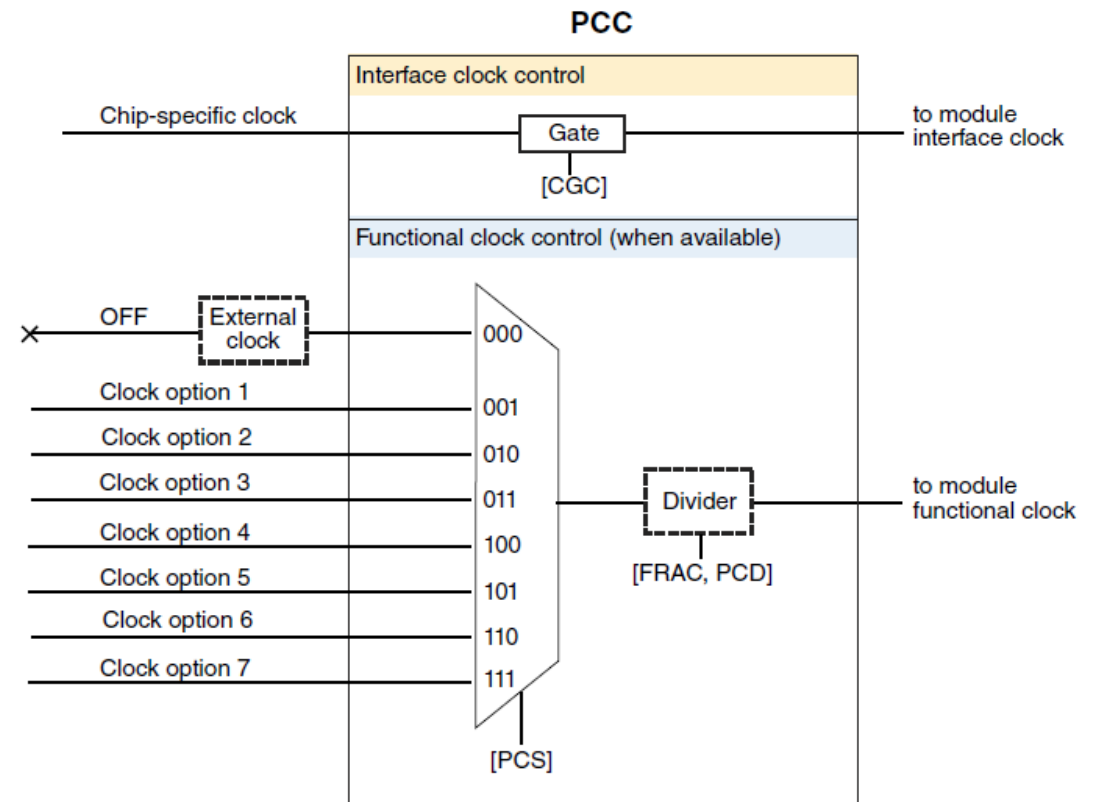 PCC
Interface clock control
Chip-specific clock
Gate
to module
interface clock
[CGC]
Functional clock control (when available)
OFF
External
clock
000
Clock option 1
001
Clock option 2
010
Clock option 3
011
Divider
to module
functional clock
Clock option 4
100
[FRAC, PCD]
Clock option 5
101
Clock option 6
110
Clock option 7
111
[PCS]